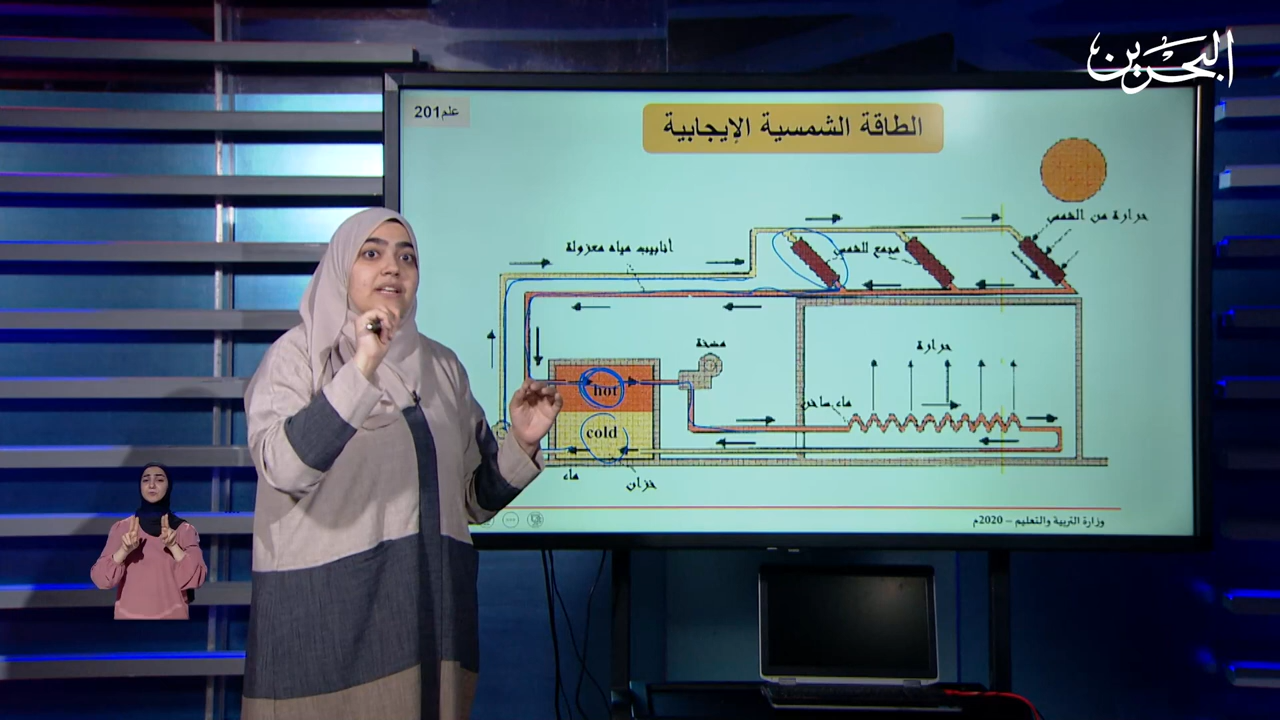 البحرين
علم201
الطاقة الشمسية الإيجابية
حرارة من الشمس
أنابيب مياه معزولة
مجمع للشمس
مضخة
حرارة
hot
ماء ساخن
cold
ماء
خزان
وزارة التربية والتعليم – 2020م